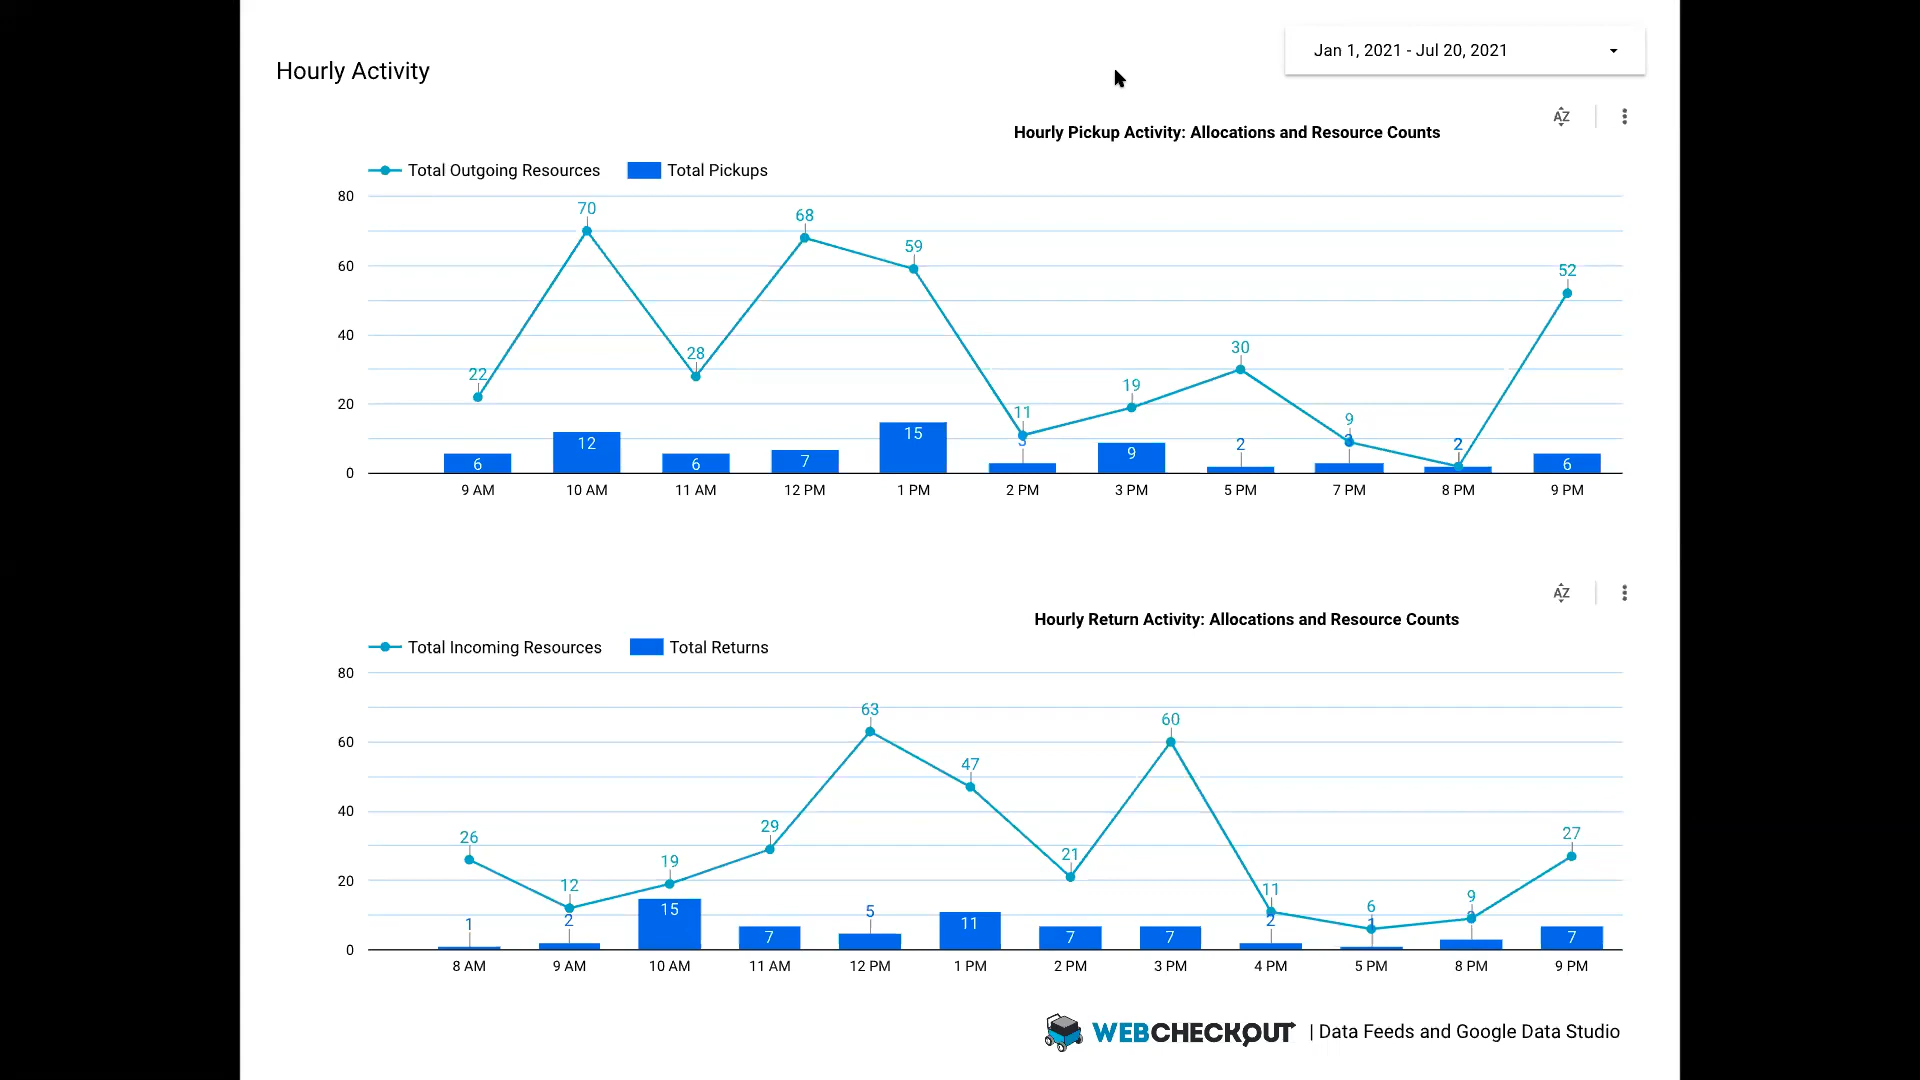 Jan 1, 2021 - Jul 20, 2021
Hourly Activity
Hourly Pickup Activity: Allocations and Resource Counts
Total Outgoing Resources Total Pickups
80
60
40
20
0
22 70 28 68 59 11 19 30 9 2 52
6 12 6 7 15 3 9 2 2 6
9 AM 10 AM 11 AM 12 PM 1 PM 2 PM 3 PM 5 PM 7 PM 8 PM 9 PM
Hourly Return Activity: Allocations and Resource Counts
Total Incoming Resources Total Returns
80
60
40
20
0
26 12 19 29 63 47 21 60 11 6 9 27
1 2 15 7 5 11 7 7 2 1 7
8 AM 9 AM 10 AM 11 AM 12 PM 1 PM 2 PM 3 PM 4 PM 5 PM 8 PM 9 PM
WEBCHECKOUT | Data Feeds and Google Data Studio